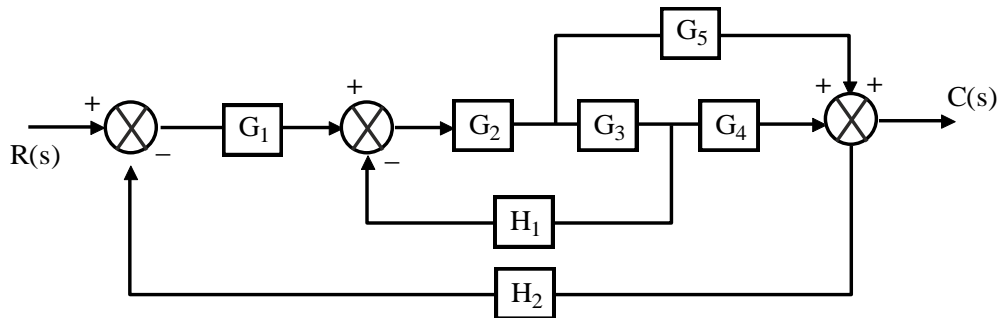 G5
+
+
+
+
C(s)
G1
G2
G3
G4
R(s)
−
−
H1
H2